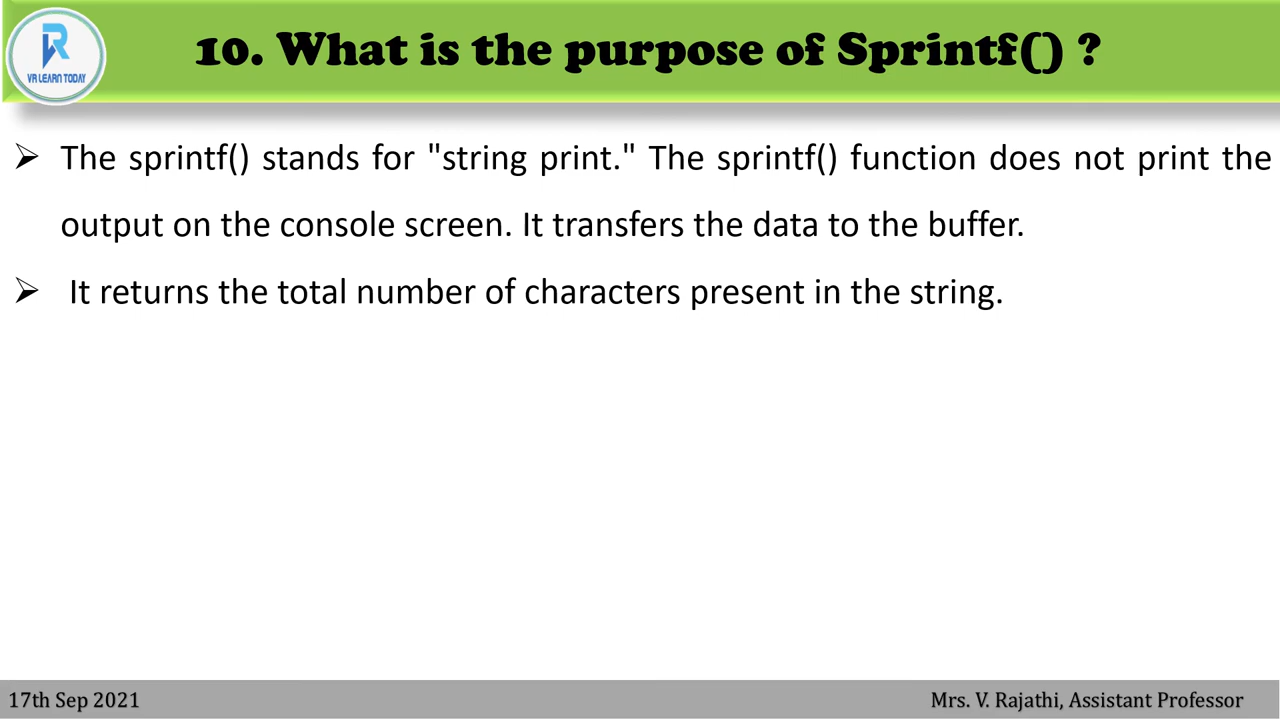 10. What is the purpose of Sprintf() ?
VR LEARN TODAY
➢ The sprintf() stands for "string print." The sprintf() function does not print the
output on the console screen. It transfers the data to the buffer.
➢ It returns the total number of characters present in the string.
17th Sep 2021
Mrs. V. Rajathi, Assistant Professor